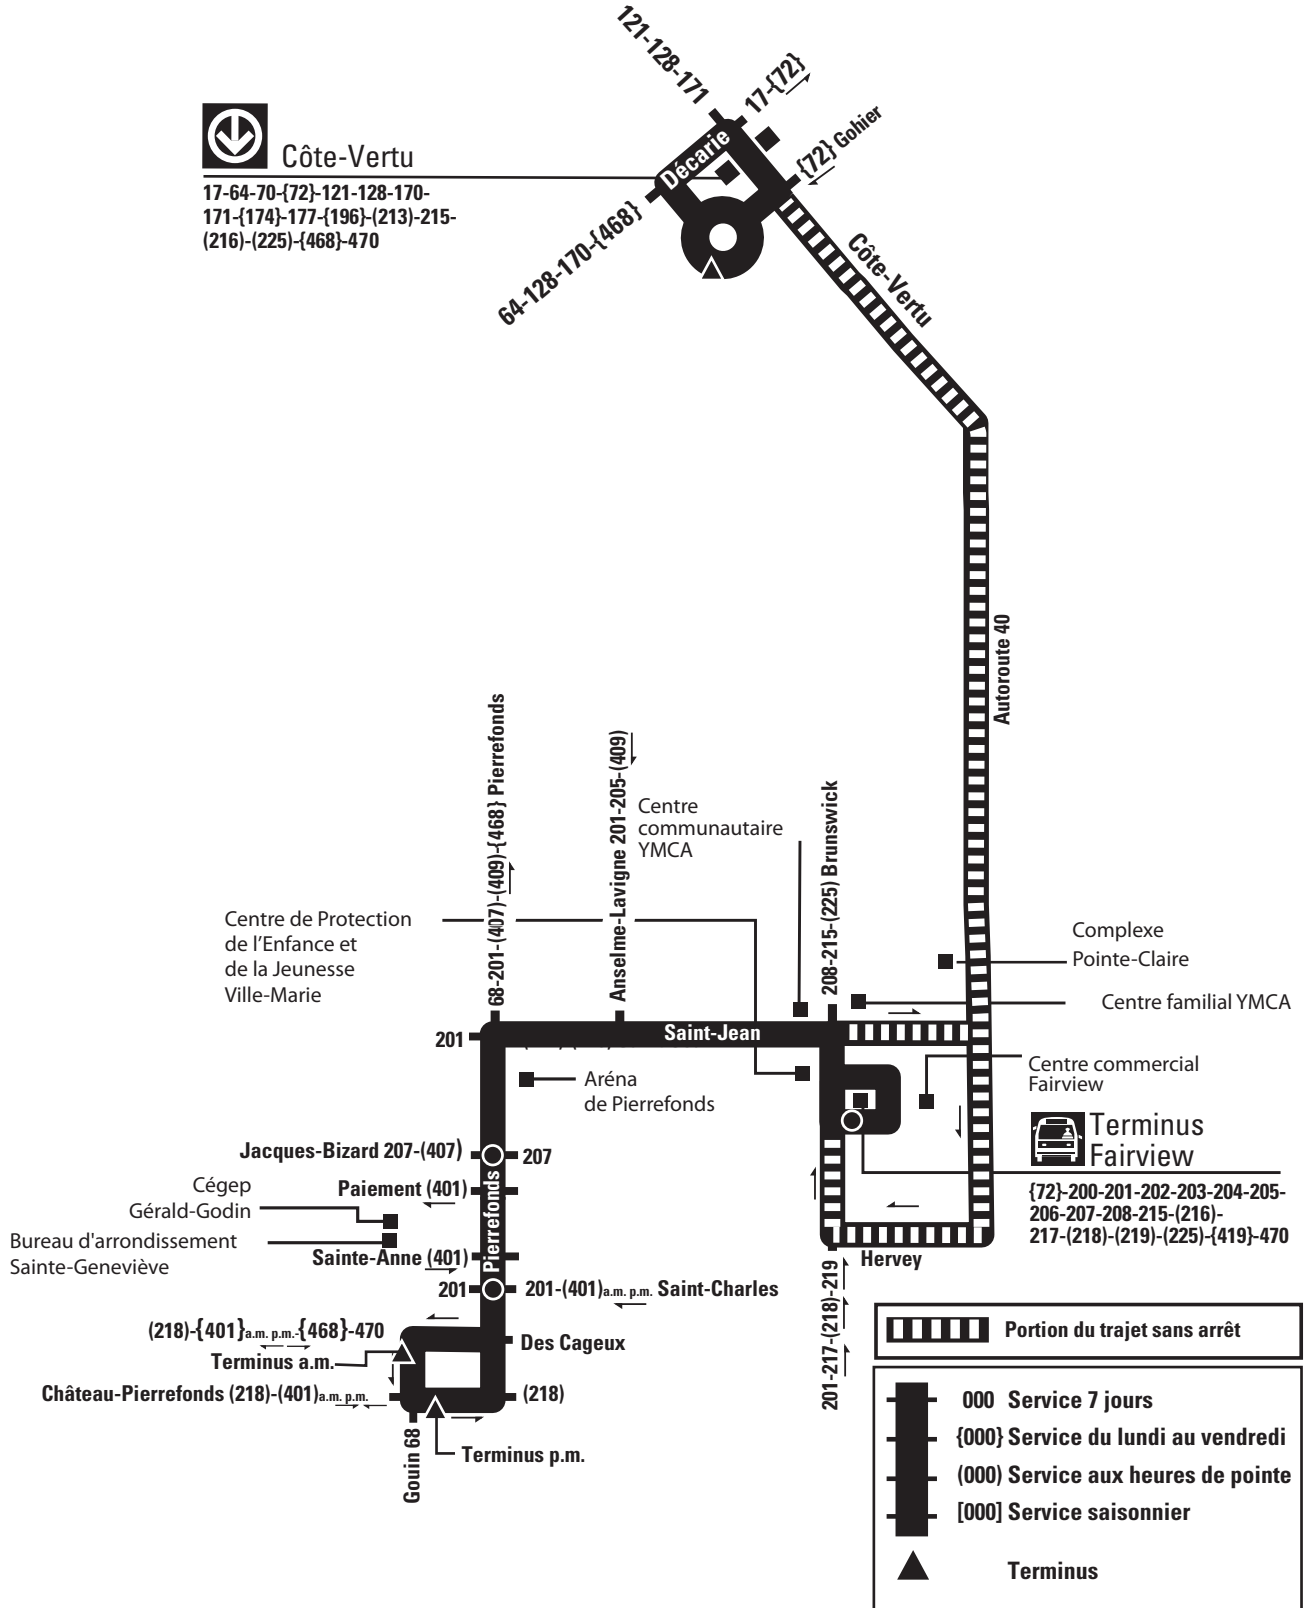 121-128-171
17-{72}
{72} Gohier
Décarie
Côte-Vertu
17-64-70-{72}-121-128-170-
171-{174}-177-{196}-(213)-215-
(216)-(225)-{468}-470
64-128-170-{468}
Côte-Vertu
Autoroute 40
68-201-(407)-(409)-{468} Pierrefonds
Anselme-Lavigne 201-205-(409)
Centre
communautaire
YMCA
208-215-(225) Brunswick
Centre de Protection
de l'Enfance et
de la Jeunesse
Ville-Marie
Complexe
Pointe-Claire
Centre familial YMCA
201
Saint-Jean
Centre commercial
Fairview
Aréna
de Pierrefonds
Terminus
Fairview
{72}-200-201-202-203-204-205-
206-207-208-215-(216)-
217-(218)-(219)-(225)-{419}-470
Jacques-Bizard 207-(407)
207
Cégep
Gérald-Godin
Paiement (401)
Pierrefonds
Bureau d'arrondissement
Sainte-Geneviève
Sainte-Anne (401)
Hervey
201
201-(401)a.m. p.m. Saint-Charles
201-217-(218)-219
(218)-{401}a.m. p.m.-{468}-470
Terminus a.m.
Des Cageux
Château-Pierrefonds (218)-(401)a.m. p.m.
(218)
Gouin 68
Terminus p.m.
Portion du trajet sans arrêt
000 Service 7 jours
{000} Service du lundi au vendredi
(000) Service aux heures de pointe
[000] Service saisonnier
Terminus